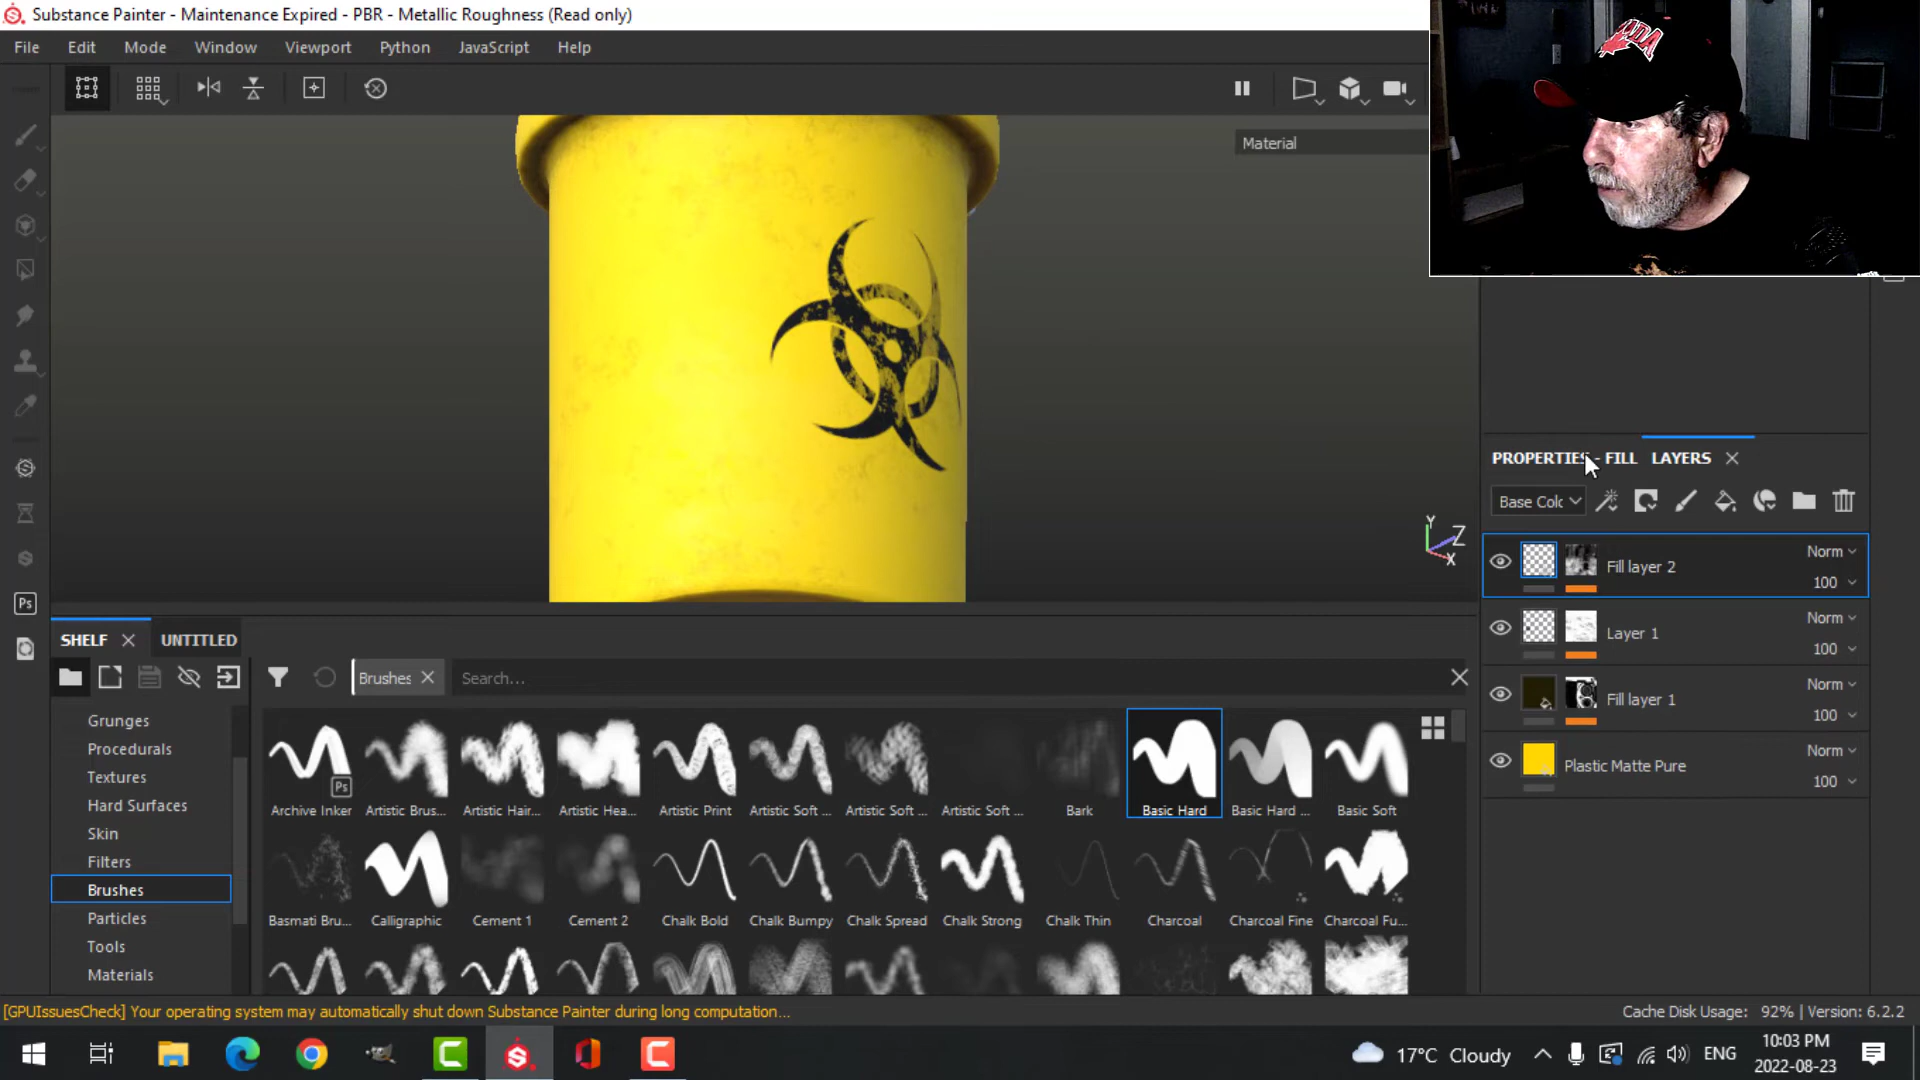 Substance Painter - Maintenance Expired - PBR - Metallic Roughness (Read only)
File Edit Mode Window Viewport Python JavaScript Help
Material
Y
Z
X
PROPERTIES - FILL LAYERS
Base Colc
Norm
Fill layer 2
100
Norm
Layer 1
100
Norm
Fill layer 1
100
Norm
Plastic Matte Pure
100
Ps
SHELF UNTITLED
Brushes Search...
Grunges
Procedurals
Textures
Hard Surfaces
Skin
Filters
Brushes
Particles
Tools
Materials
Ps
Archive Inker Artistic Brus... Artistic Hair... Artistic Hea... Artistic Print Artistic Soft ... Artistic Soft ... Artistic Soft ... Bark Basic Hard Basic Hard ... Basic Soft
Basmati Bru... Calligraphic Cement 1 Cement 2 Chalk Bold Chalk Bumpy Chalk Spread Chalk Strong Chalk Thin Charcoal Charcoal Fine Charcoal Fu...
[GPUIssuesCheck] Your operating system may automatically shut down Substance Painter during long computation...
Cache Disk Usage: 92% | Version: 6.2.2
17°C Cloudy
ENG
10:03 PM
2022-08-23